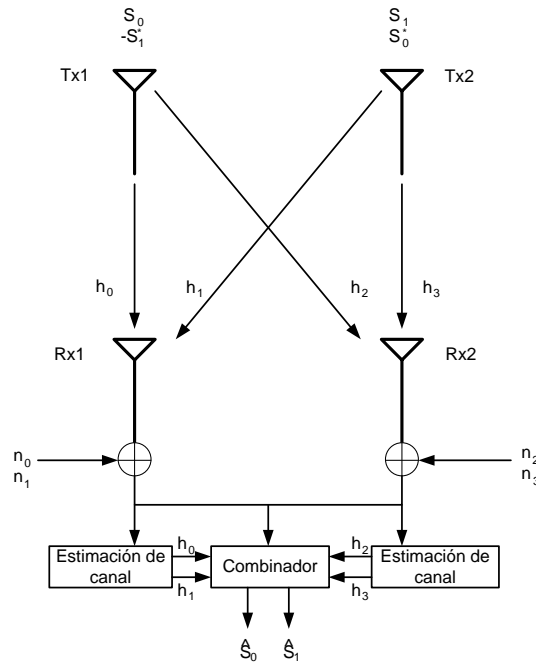 S₀ S₁
-S₁* S₀*
Tx1 Tx2
h₀ h₁ h₂ h₃
Rx1 Rx2
n₀ n₂
n₁ n₃
Estimación de canal
h₀
h₁
Combinador
h₂
h₃
Estimación de canal
Ŝ₀ Ŝ₁